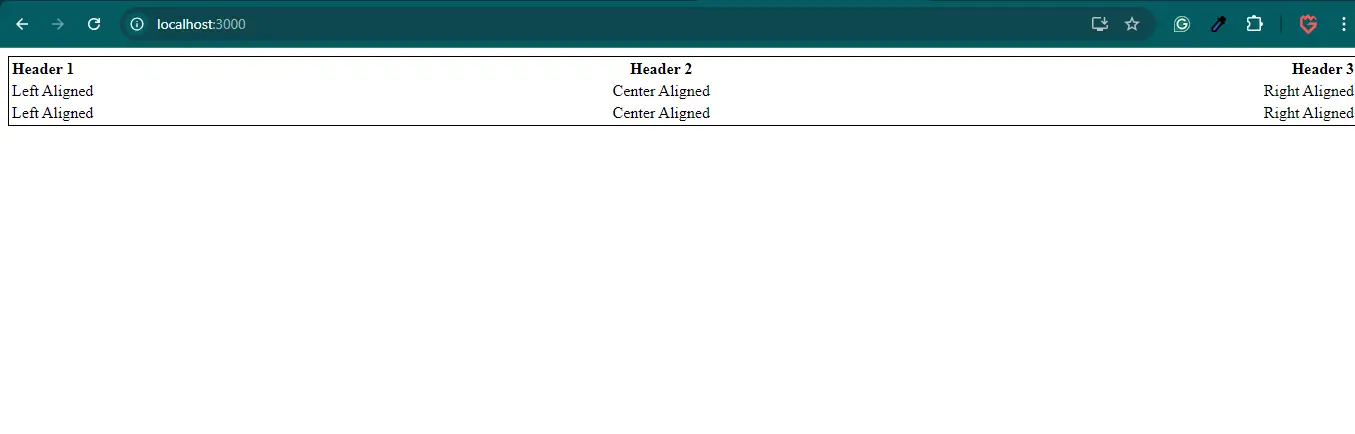 localhost:3000
Header 1 Header 2 Header 3
Left Aligned Center Aligned Right Aligned
Left Aligned Center Aligned Right Aligned